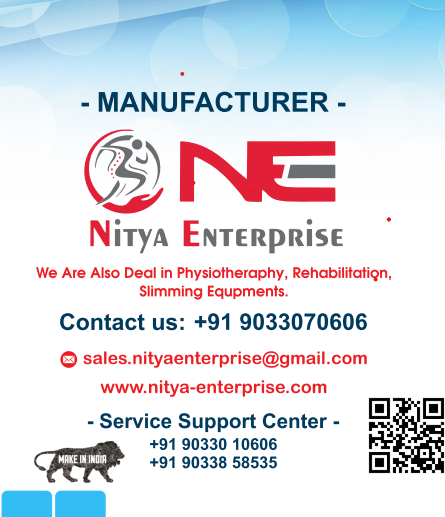 - MANUFACTURER -
NE
Nitya Enterprise
We Are Also Deal in Physiotheraphy, Rehabilitation,
Slimming Equpments.
Contact us: +91 9033070606
sales.nityaenterprise@gmail.com
www.nitya-enterprise.com
- Service Support Center -
+91 90330 10606
+91 90338 58535
MAKE IN INDIA